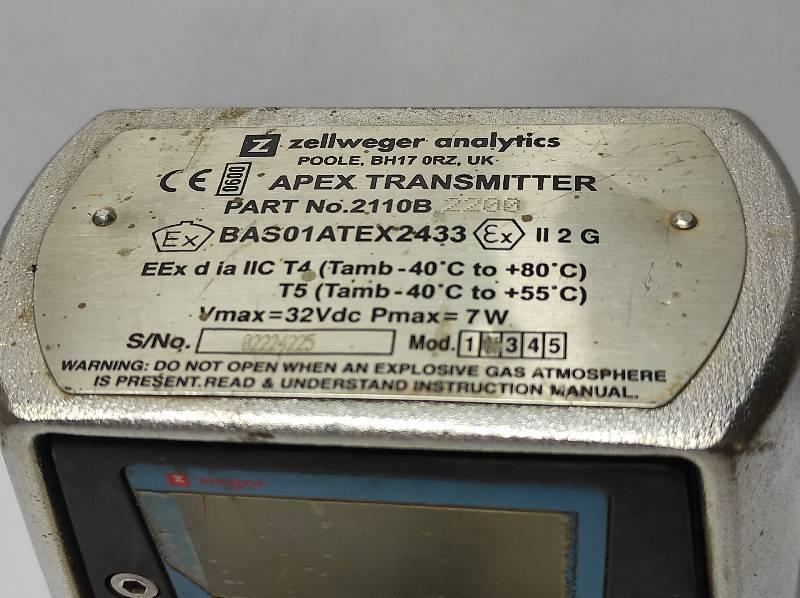 Z zellweger analytics
POOLE, BH17 0RZ, UK
CE 0600 APEX TRANSMITTER
PART No.2110B 2200
Ex BAS01ATEX2433 Ex II 2 G
EEx d ia IIC T4 (Tamb -40°C to +80°C)
T5 (Tamb -40°C to +55°C)
Vmax=32Vdc Pmax= 7W
S/No. 02224225 Mod. 1 3 4 5
WARNING: DO NOT OPEN WHEN AN EXPLOSIVE GAS ATMOSPHERE
IS PRESENT.READ & UNDERSTAND INSTRUCTION MANUAL.
Z sieger